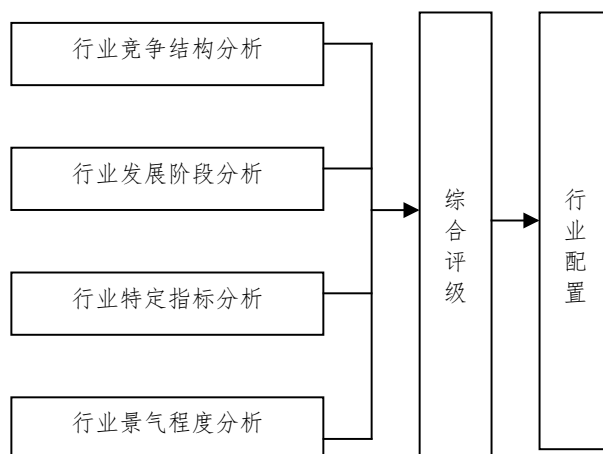 行业竞争结构分析
行业发展阶段分析
行业特定指标分析
行业景气程度分析
综合评级
行业配置